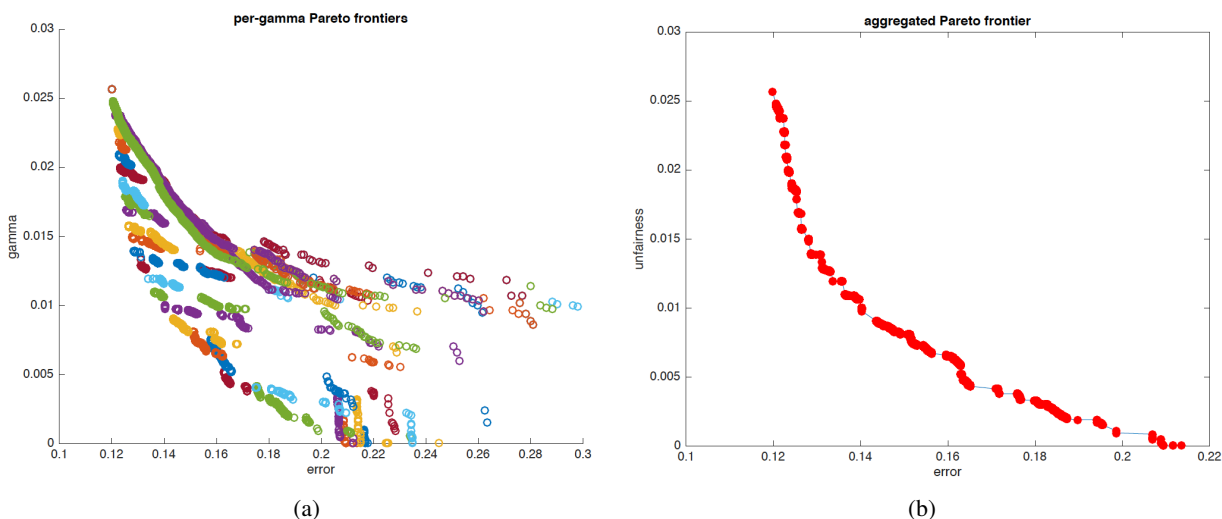 per-gamma Pareto frontiers
0.03
0.025
0.02
0.015
0.01
0.005
0
gamma
0.1 0.12 0.14 0.16 0.18 0.2 0.22 0.24 0.26 0.28 0.3
error
(a)
aggregated Pareto frontier
0.03
0.025
0.02
0.015
0.01
0.005
0
unfairness
0.1 0.12 0.14 0.16 0.18 0.2 0.22
error
(b)